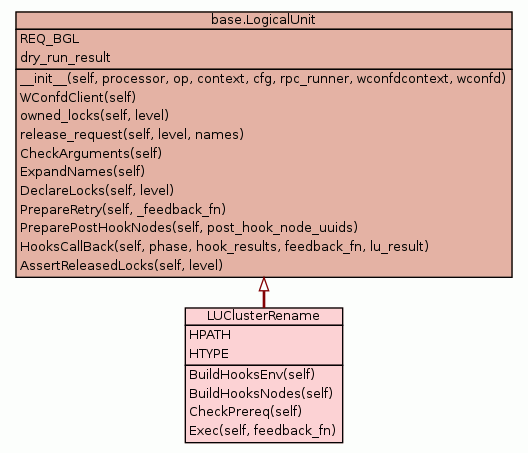 base.LogicalUnit
REQ_BGL
dry_run_result
__init__(self, processor, op, context, cfg, rpc_runner, wconfdcontext, wconfd)
WConfdClient(self)
owned_locks(self, level)
release_request(self, level, names)
CheckArguments(self)
ExpandNames(self)
DeclareLocks(self, level)
PrepareRetry(self, _feedback_fn)
PreparePostHookNodes(self, post_hook_node_uuids)
HooksCallBack(self, phase, hook_results, feedback_fn, lu_result)
AssertReleasedLocks(self, level)
LUClusterRename
HPATH
HTYPE
BuildHooksEnv(self)
BuildHooksNodes(self)
CheckPrereq(self)
Exec(self, feedback_fn)